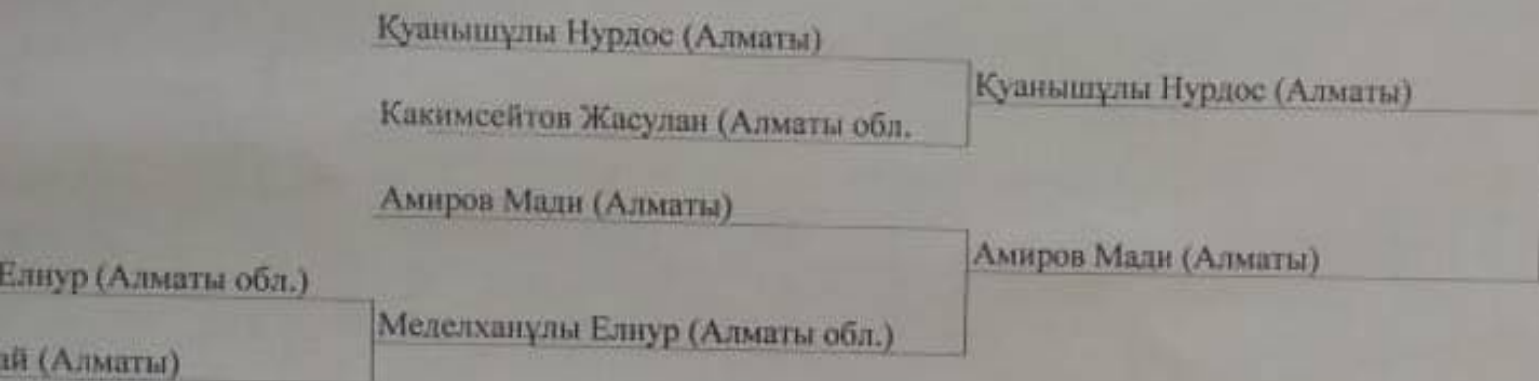 Қуанышұлы Нурдос (Алматы)
Қуанышұлы Нурдос (Алматы)
Какимсейтов Жасулан (Алматы обл.
Амиров Мади (Алматы)
Амиров Мади (Алматы)
Елнур (Алматы обл.)
Меделханұлы Елнур (Алматы обл.)
ай (Алматы)